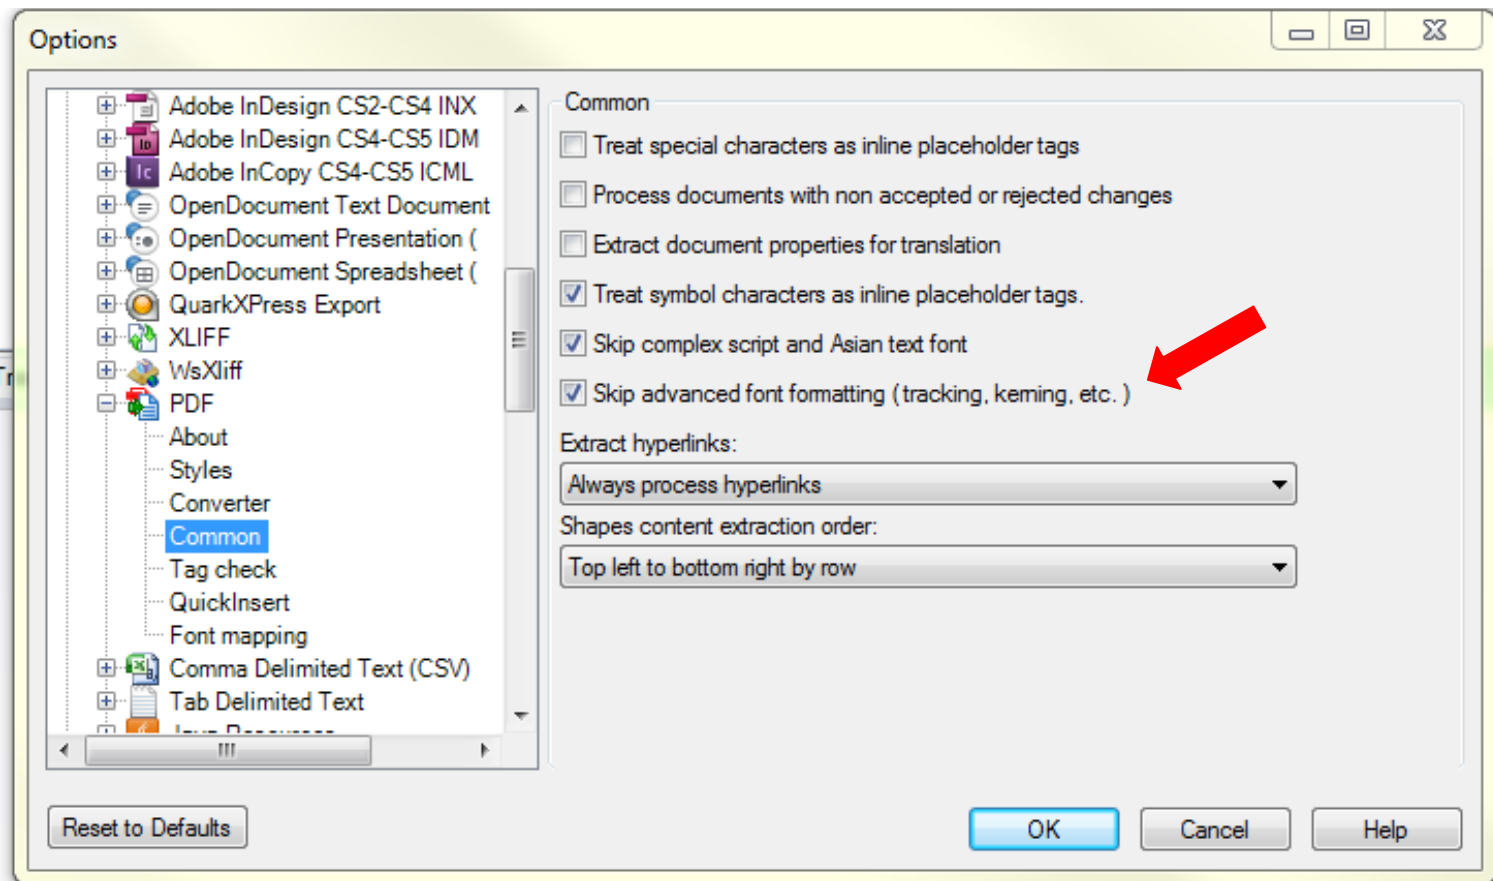 Options
Adobe InDesign CS2-CS4 INX
Adobe InDesign CS4-CS5 IDM
Adobe InCopy CS4-CS5 ICML
OpenDocument Text Document
OpenDocument Presentation (
OpenDocument Spreadsheet (
QuarkXPress Export
XLIFF
WsXliff
PDF
About
Styles
Converter
Common
Tag check
QuickInsert
Font mapping
Comma Delimited Text (CSV)
Tab Delimited Text
Common
Treat special characters as inline placeholder tags
Process documents with non accepted or rejected changes
Extract document properties for translation
Treat symbol characters as inline placeholder tags.
Skip complex script and Asian text font
Skip advanced font formatting ( tracking, kerning, etc. )
Extract hyperlinks:
Always process hyperlinks
Shapes content extraction order:
Top left to bottom right by row
Reset to Defaults
OK
Cancel
Help